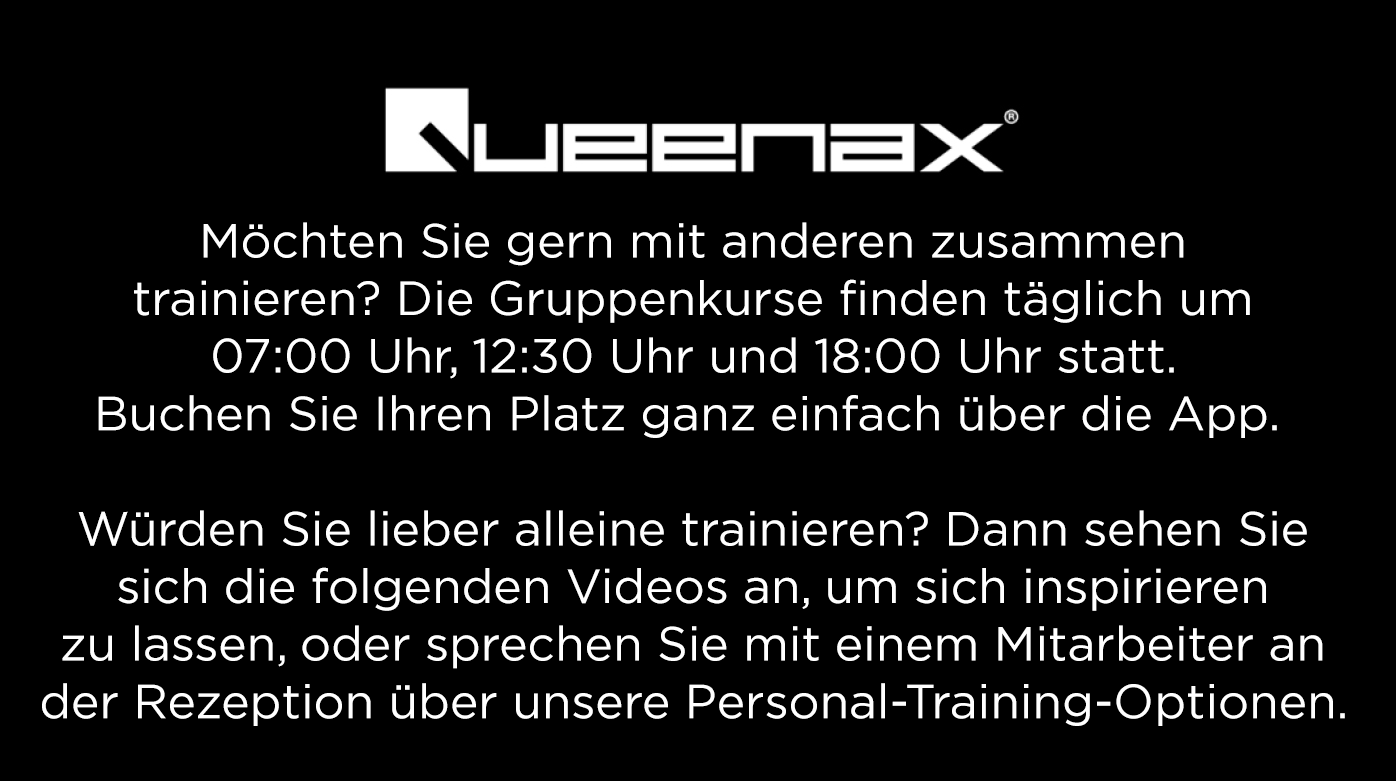 Queenax®
Möchten Sie gern mit anderen zusammen
trainieren? Die Gruppenkurse finden täglich um
07:00 Uhr, 12:30 Uhr und 18:00 Uhr statt.
Buchen Sie Ihren Platz ganz einfach über die App.
Würden Sie lieber alleine trainieren? Dann sehen Sie
sich die folgenden Videos an, um sich inspirieren
zu lassen, oder sprechen Sie mit einem Mitarbeiter an
der Rezeption über unsere Personal-Training-Optionen.